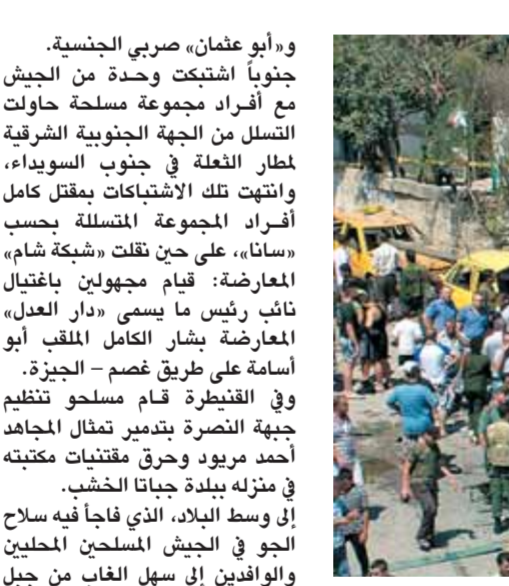 و«أبو عثمان» صربي الجنسية.
جنوباً اشتبكت وحـدة من الجيش
مع أفـراد مجموعة مسلحة حاولت
التسلل من الجهة الجنوبية الشرقية
لمطار الثعلة في جنوب السويداء،
وانتهت تلك الاشتباكات بمقتل كامل
أفــراد المجموعة المتسللة بحسب
«سانا»، على حين نقلت «شبكة شام»
المعارضة: قيام مجهولين باغتيال
نائب رئيس ما يسمى «دار العدل»
المعارضة بشار الكامل الملقب أبو
أسامة على طريق غصم – الجيزة.
وفي القنيطرة قـام مسلحو تنظيم
جبهة النصرة بتدمير تمثال المجاهد
أحمد مريود وحرق مقتنيات مكتبته
في منزله ببلدة جباتا الخشب.
إلى وسط البلاد، الذي فاجأ فيه سلاح
الجو في الجيش المسلحين المحليين
والوافدين إلى سهل الغاب من جبل